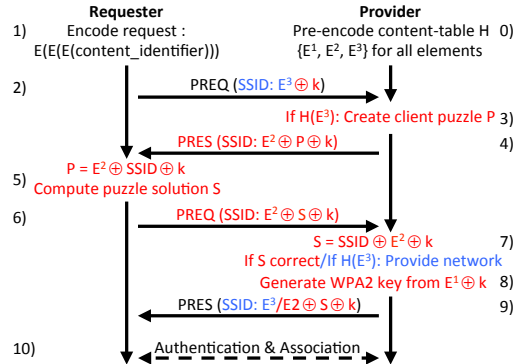 Requester
Provider
1)
Encode request :
E(E(E(content_identifier)))
Pre-encode content-table H
{E¹, E², E³} for all elements
0)
2)
PREQ (SSID: E³ ⊕ k)
If H(E³): Create client puzzle P
3)
PRES (SSID: E² ⊕ P ⊕ k)
4)
P = E² ⊕ SSID ⊕ k
5)
Compute puzzle solution S
6)
PREQ (SSID: E² ⊕ S ⊕ k)
S = SSID ⊕ E² ⊕ k
7)
If S correct/If H(E³): Provide network
Generate WPA2 key from E¹ ⊕ k
8)
PRES (SSID: E³/E2 ⊕ S ⊕ k)
9)
10)
Authentication & Association